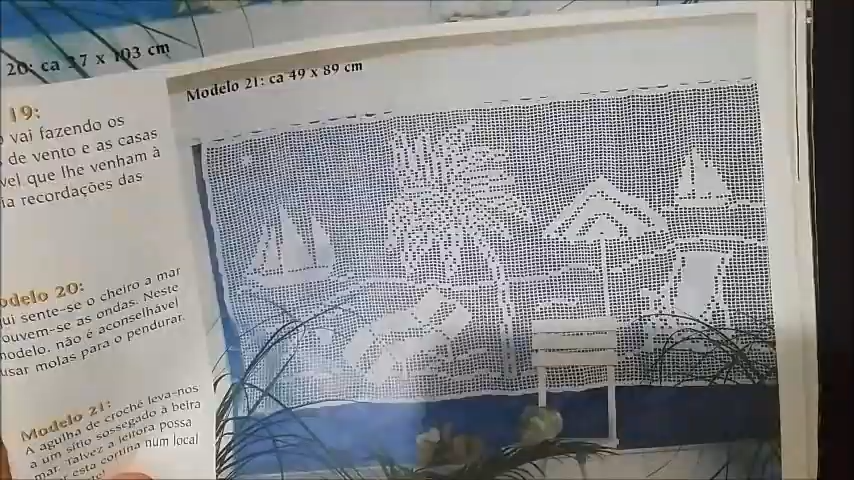 20: ca 37 x 103 cm
Modelo 21: ca 49 x 89 cm
19:
vai fazendo os
de vento e as casas
vel que lhe venham à
ia recordações das
odelo 20:
qui sente-se o cheiro a mar
ouvem-se as ondas. Neste
modelo, não é aconselhável
usar molas para o pendurar.
Modelo 21:
A agulha de croché leva-nos
a um sítio sossegado à beira
mar. Talvez a leitora possa
esta cortina num local